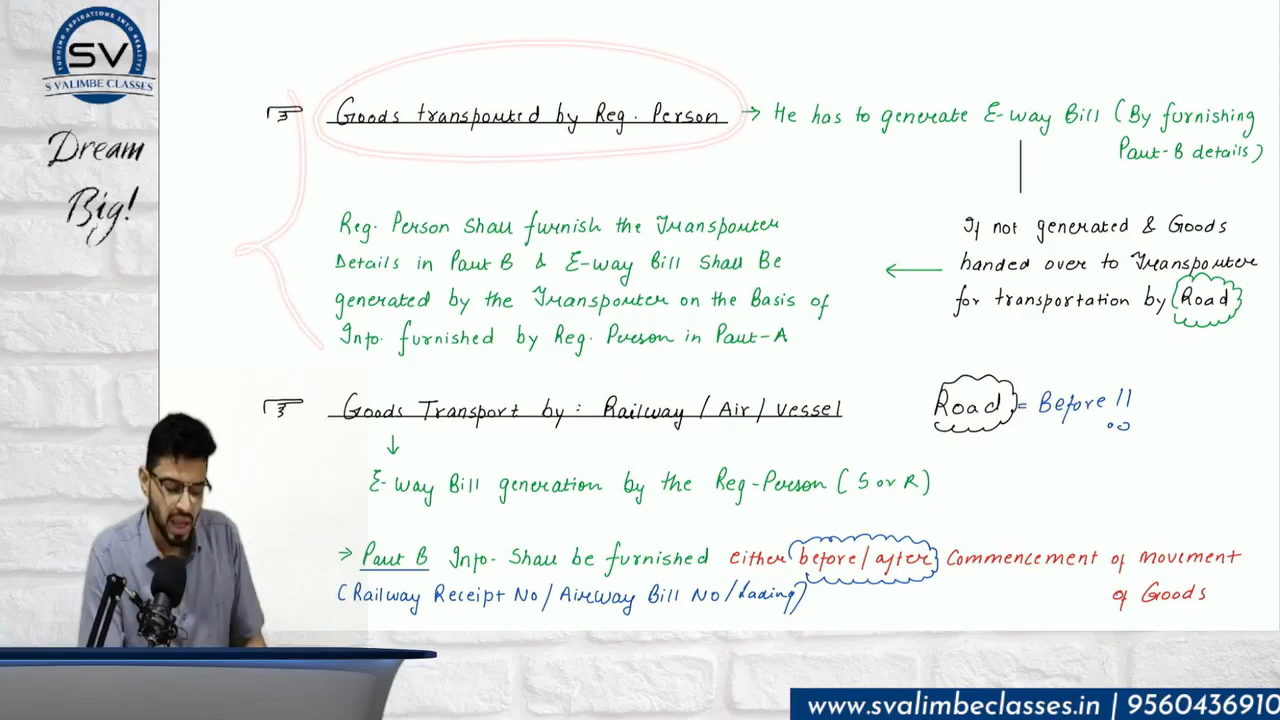 TURNING ASPIRATIONS INTO REALITY
SV
S VALIMBE CLASSES
Dream
Big!
Goods transported by Reg. Person → He has to generate E-way Bill (By furnishing
Part-B details)
Reg. Person shall furnish the Transporter
Details in Part B & E-way Bill shall Be
generated by the Transporter on the Basis of
Info. furnished by Reg. Person in Part-A
If not generated & Goods
handed over to Transporter
for transportation by Road
Goods Transport by: Railway / Air / vessel
Road = Before !!
E-way Bill generation by the Reg-Person (S or R)
→ Part B Info- shall be furnished either before/after Commencement of movement
of Goods
(Railway Receipt No / Airway Bill No / Lading)
www.svalimbeclasses.in | 9560436910